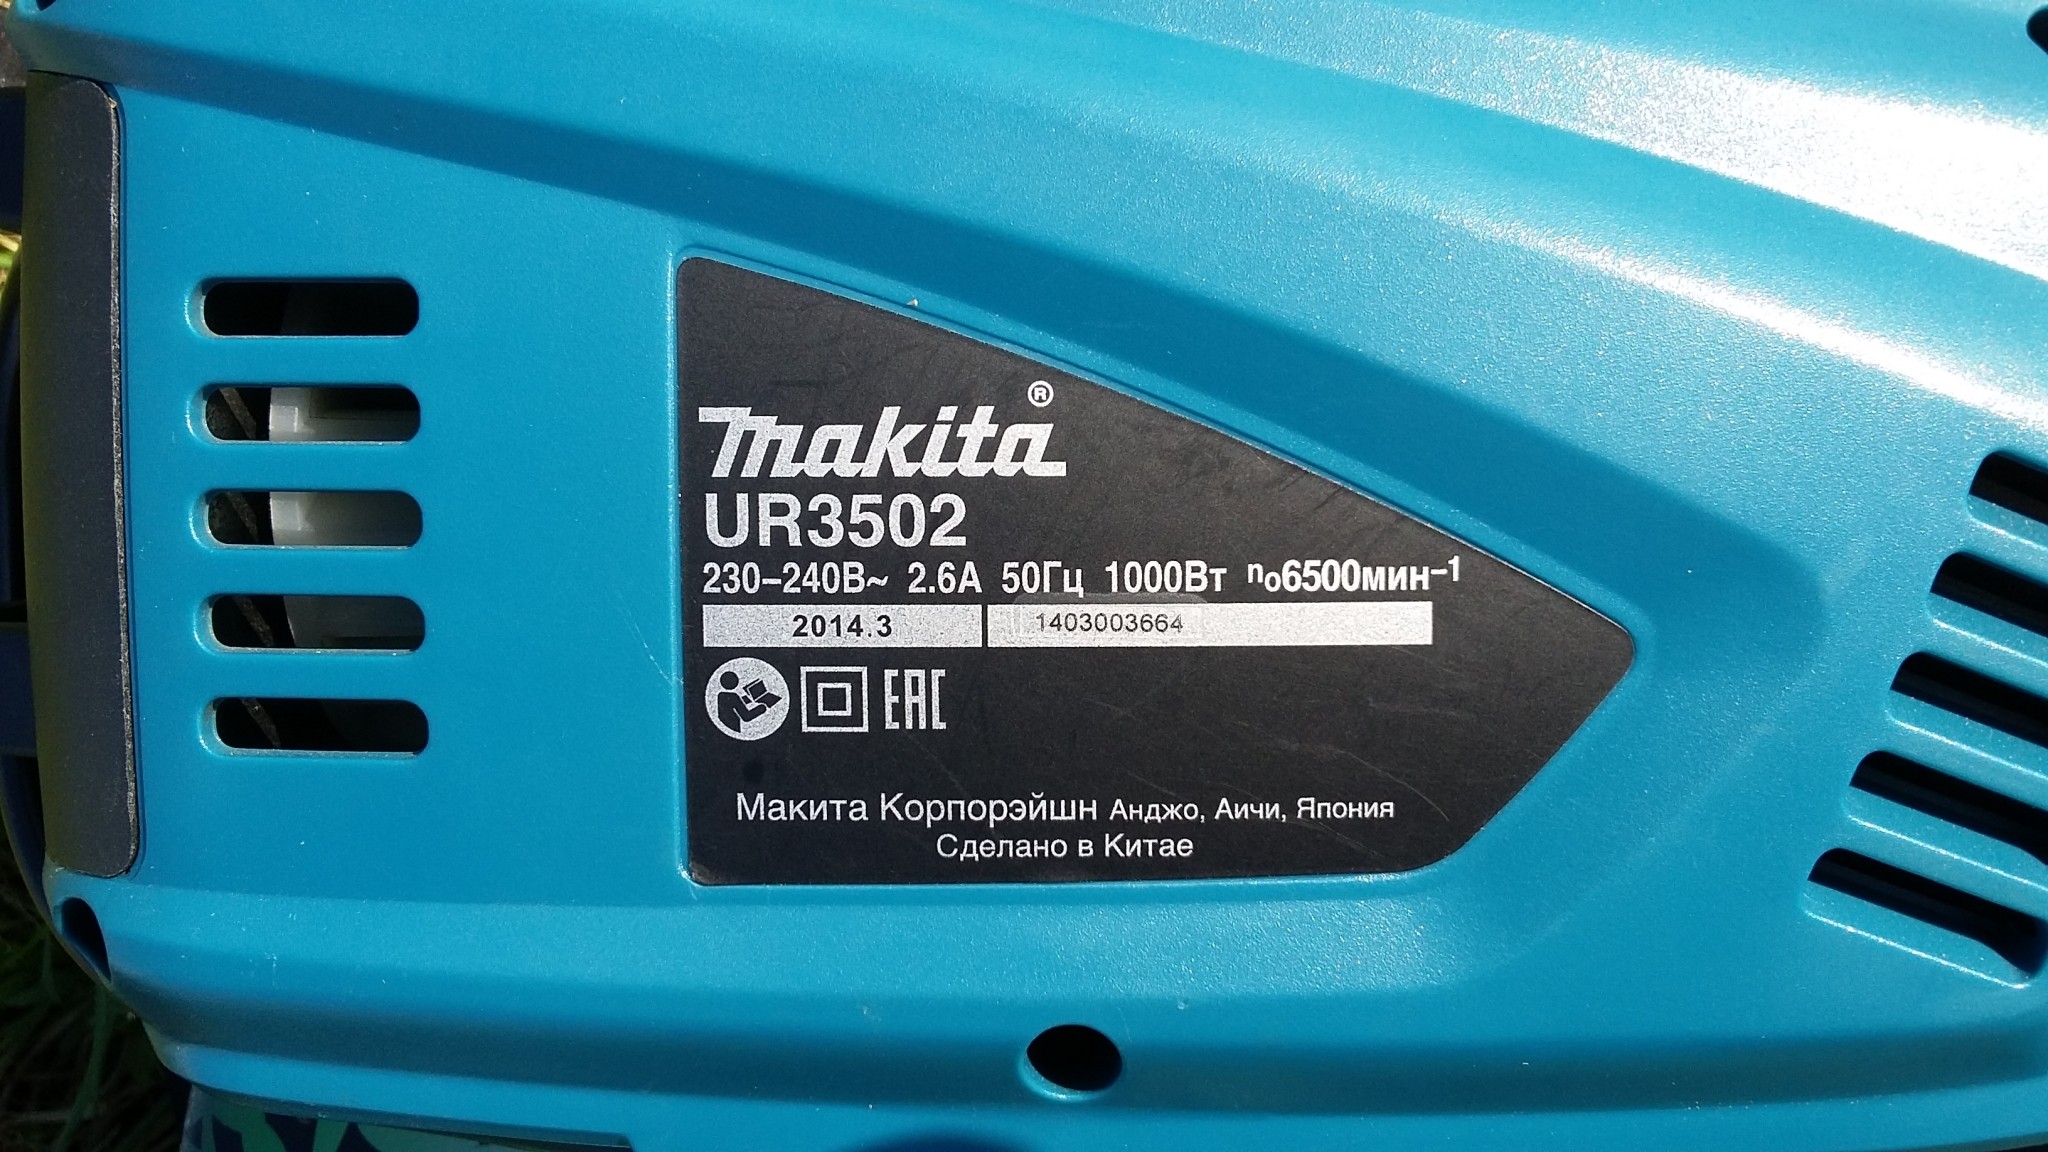 makita®
UR3502
230–240В~ 2.6А 50Гц 1000Вт n₀6500мин⁻¹
2014.3 1403003664
EAC
Макита Корпорэйшн Анджо, Аичи, Япония
Сделано в Китае